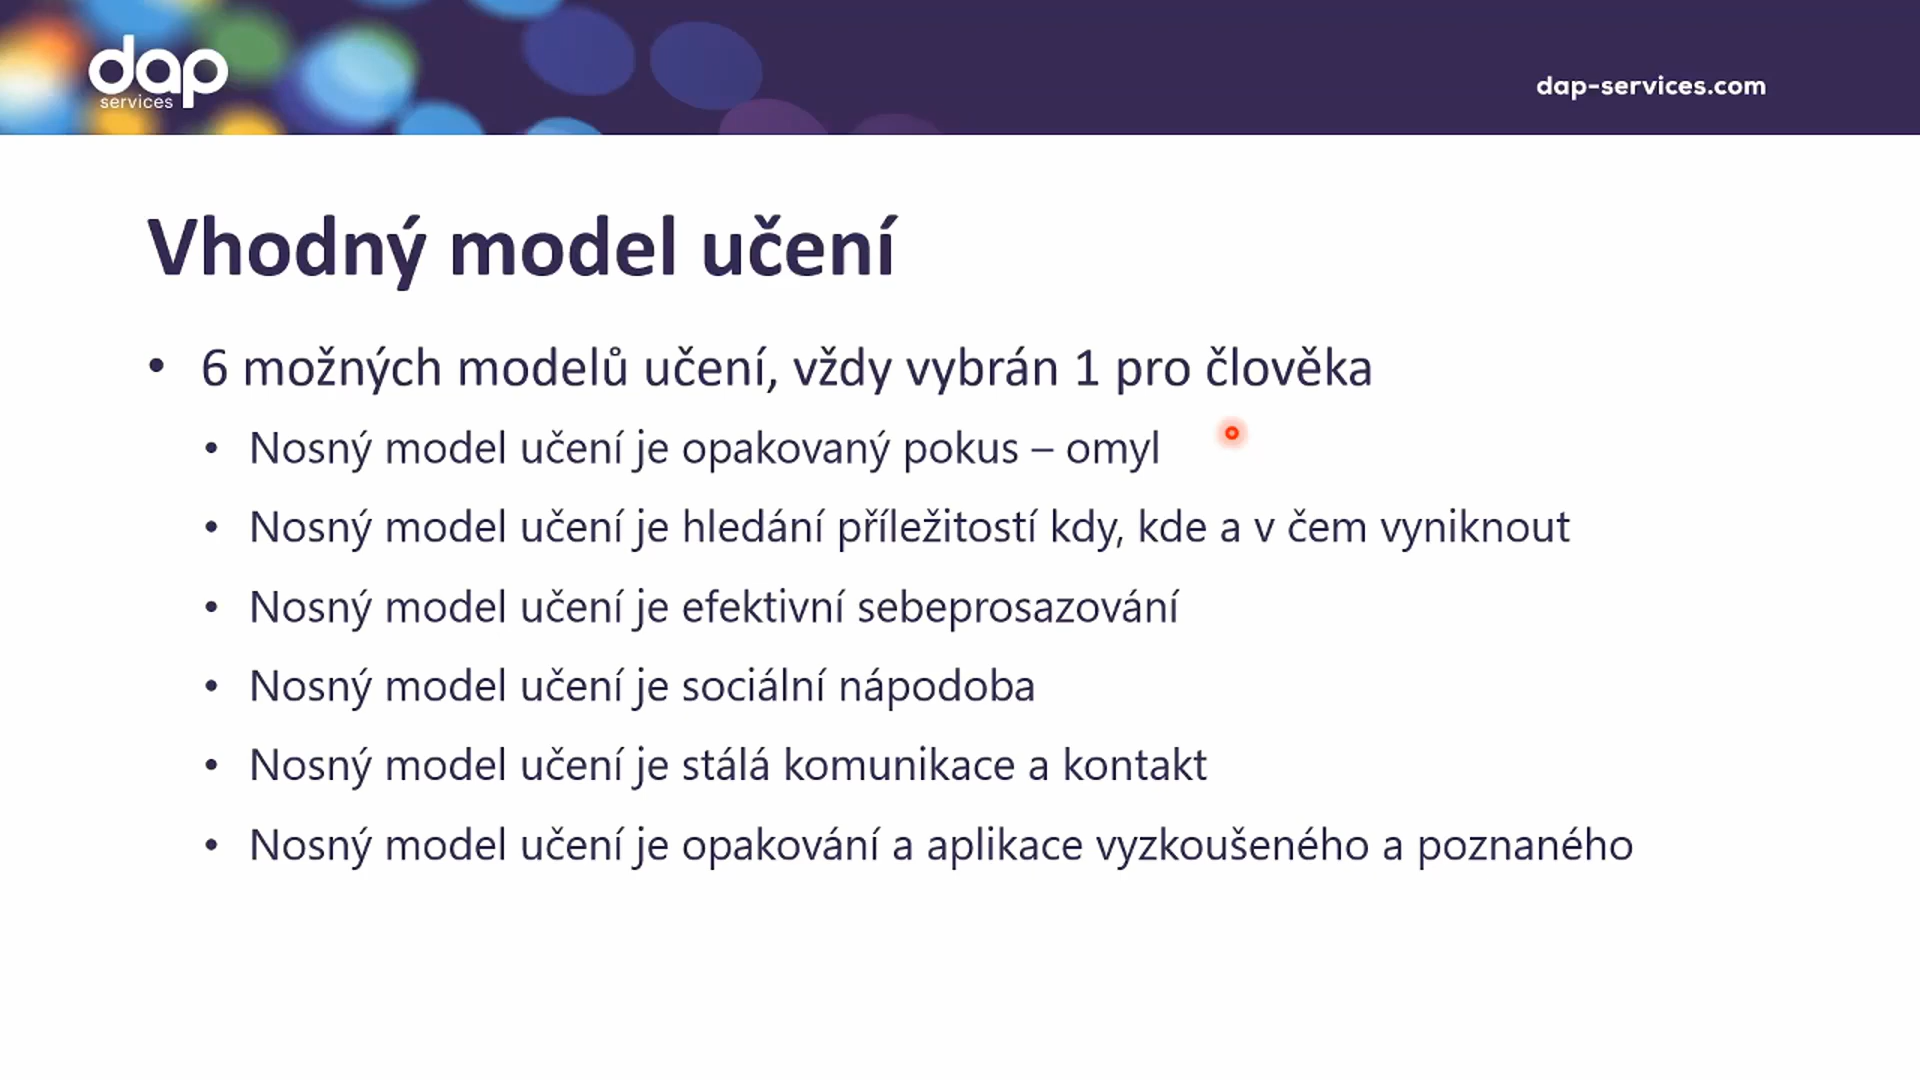 dap
services
dap-services.com
Vhodný model učení
• 6 možných modelů učení, vždy vybrán 1 pro člověka
• Nosný model učení je opakovaný pokus – omyl
• Nosný model učení je hledání příležitostí kdy, kde a v čem vyniknout
• Nosný model učení je efektivní sebeprosazování
• Nosný model učení je sociální nápodoba
• Nosný model učení je stálá komunikace a kontakt
• Nosný model učení je opakování a aplikace vyzkoušeného a poznaného